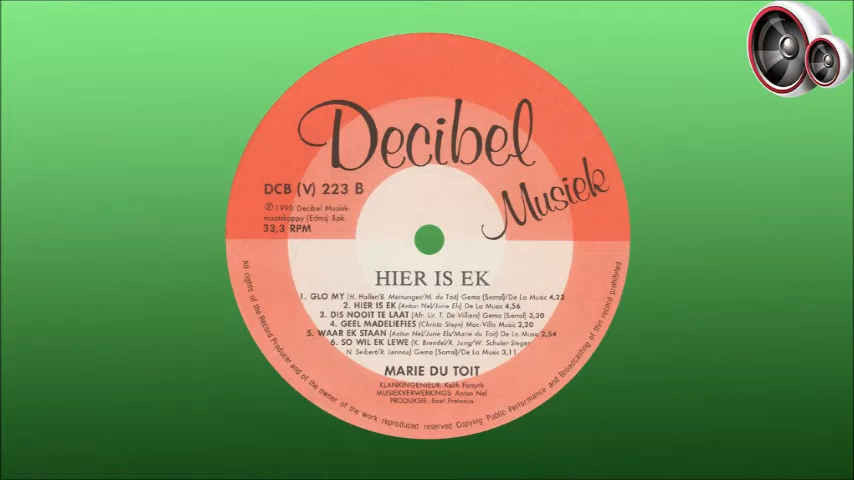 Decibel
Musiek
DCB (V) 223 B
℗ 1990 Decibel Musiek-
maatskappy (Edms) Bpk
33,3 RPM
HIER IS EK
1. GLO MY (H. Haller/B. Meinunger/M. du Toit) Gema (Sarral)/De La Music 4,23
2. HIER IS EK (Anton Nel/Jurie Els) De La Music 4,56
3. DIS NOOIT TE LAAT (Afr. Lir. T. De Villiers) Gema (Sarral) 3,30
4. GEEL MADELIEFIES (Christo Steyn) Mac-Villa Music 2,20
5. WAAR EK STAAN (Anton Nel/Jurie Els/Marie du Toit) De La Music 2,54
6. SO WIL EK LEWE (K. Brendel/R. Jung/W. Schuler-Steger
N. Seibert/R. Lennox) Gema (Sarral)/De La Music 3,11
MARIE DU TOIT
KLANKINGENIEUR: Keith Forsyth
MUSIEKVERWERKINGS: Anton Nel
PRODUKSIE: Boet Pretorius
All rights of the Record Producer and of the owner of the work reproduced reserved Copying Public Performance and Broadcasting of this record prohibited